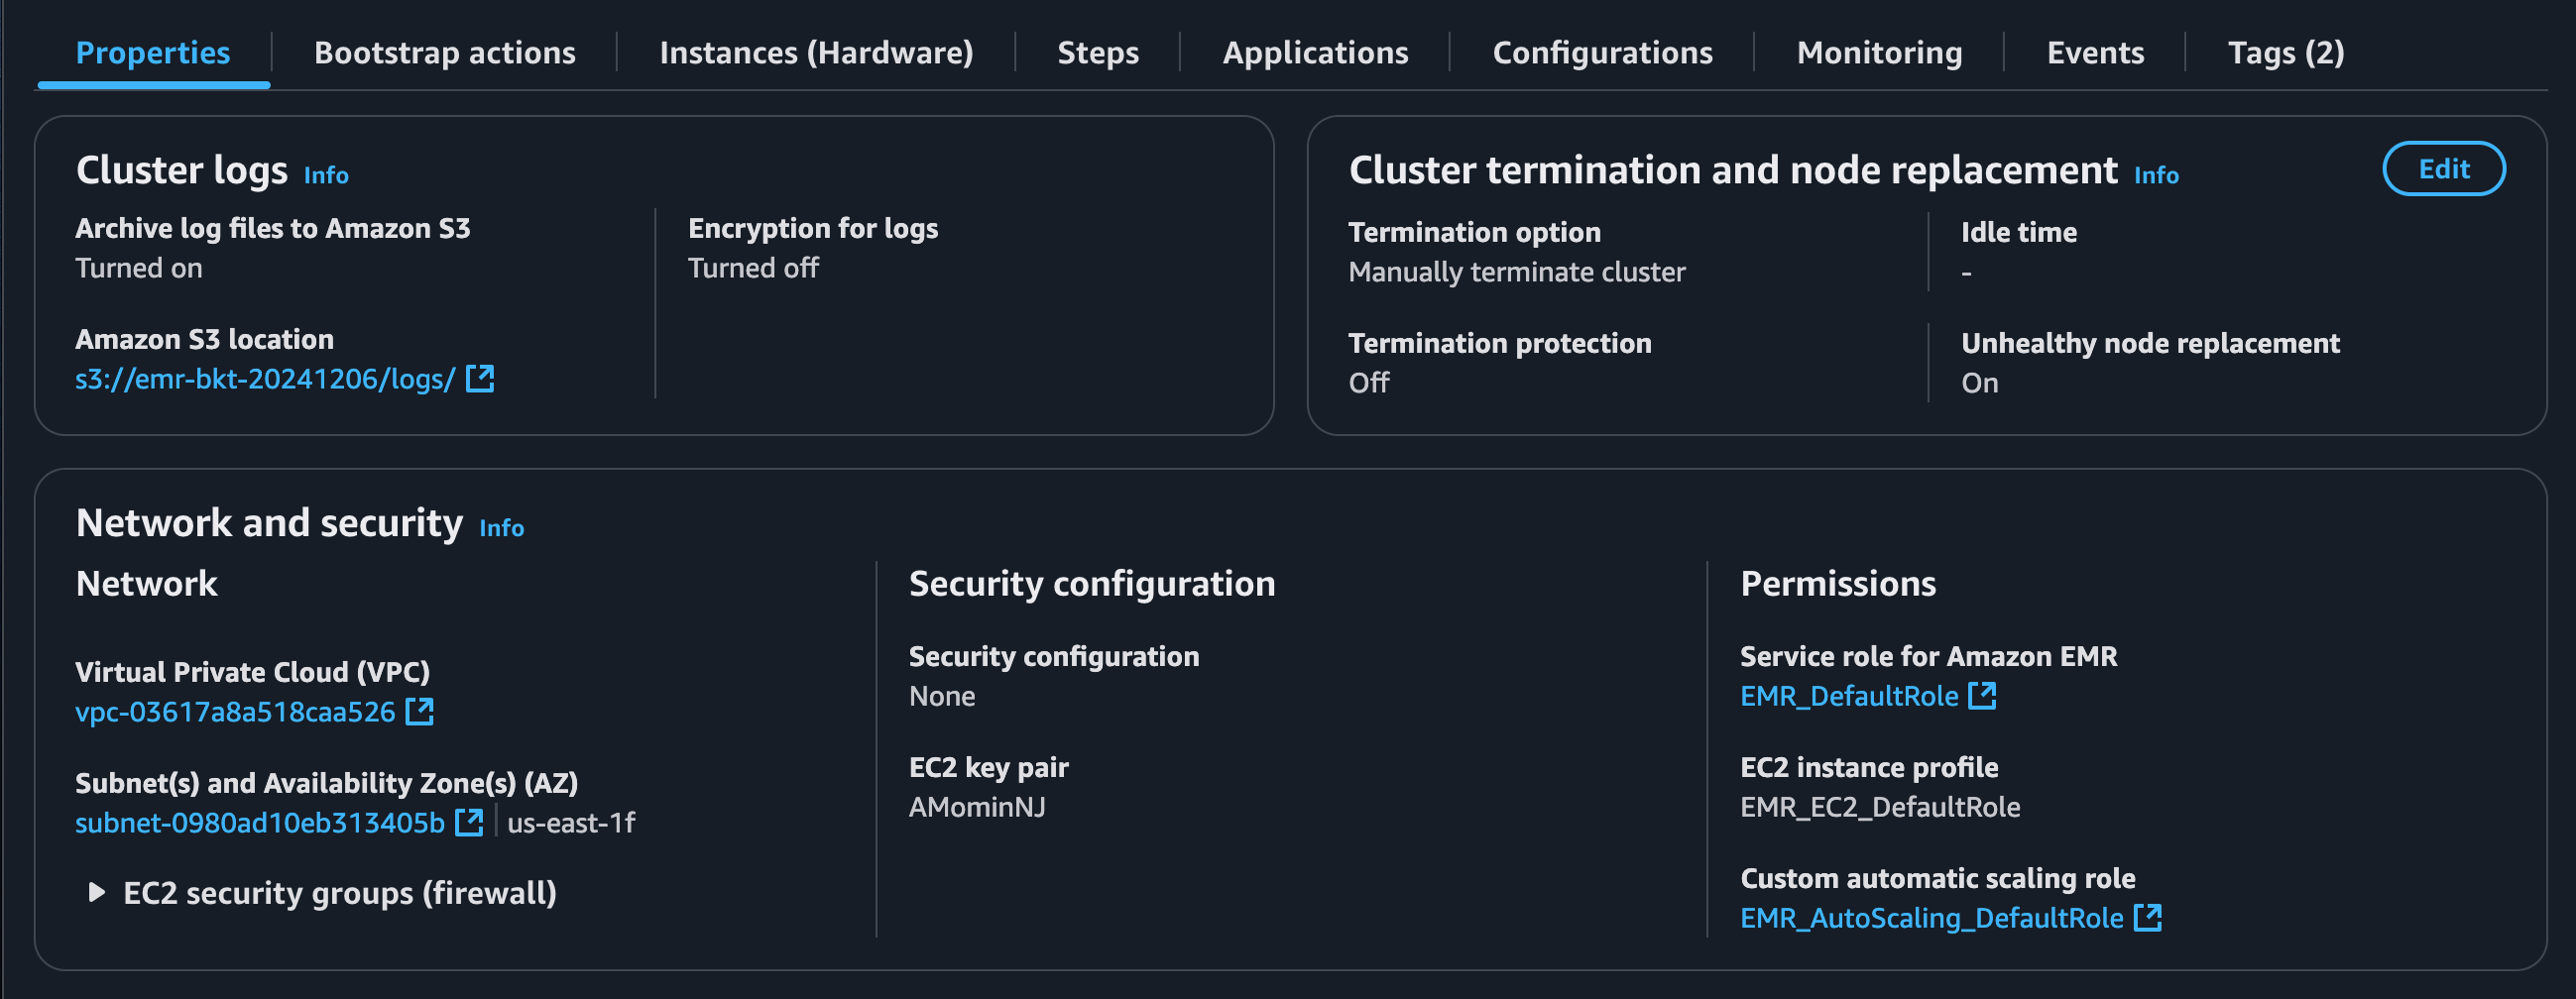 Properties
Bootstrap actions
Instances (Hardware)
Steps
Applications
Configurations
Monitoring
Events
Tags (2)
Cluster logs Info
Archive log files to Amazon S3
Turned on
Amazon S3 location
s3://emr-bkt-20241206/logs/
Encryption for logs
Turned off
Cluster termination and node replacement Info
Edit
Termination option
Manually terminate cluster
Idle time
-
Termination protection
Off
Unhealthy node replacement
On
Network and security Info
Network
Virtual Private Cloud (VPC)
vpc-03617a8a518caa526
Subnet(s) and Availability Zone(s) (AZ)
subnet-0980ad10eb313405b | us-east-1f
EC2 security groups (firewall)
Security configuration
Security configuration
None
EC2 key pair
AMominNJ
Permissions
Service role for Amazon EMR
EMR_DefaultRole
EC2 instance profile
EMR_EC2_DefaultRole
Custom automatic scaling role
EMR_AutoScaling_DefaultRole